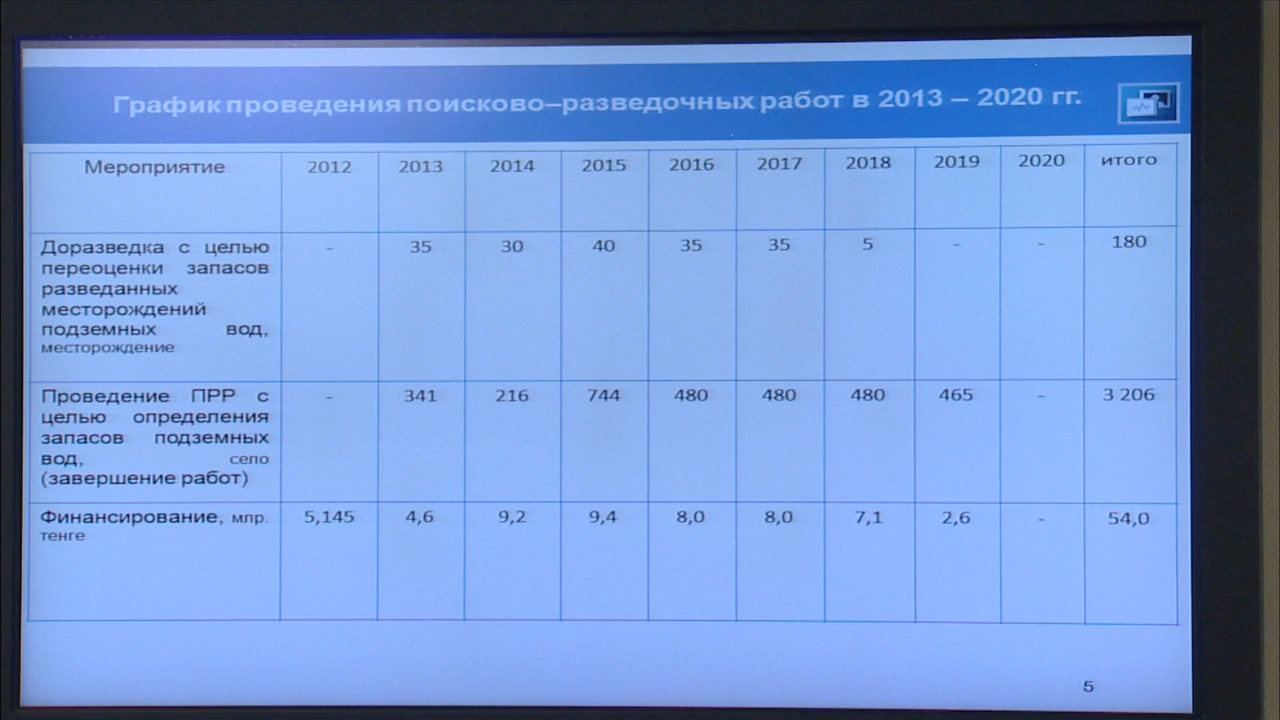 График проведения поисково–разведочных работ в 2013 – 2020 гг.
Мероприятие 2012 2013 2014 2015 2016 2017 2018 2019 2020 итого
Доразведка с целью - 35 30 40 35 35 5 - - 180
переоценки запасов
разведанных
месторождений
подземных вод,
месторождение
Проведение ПРР с - 341 216 744 480 480 480 465 - 3 206
целью определения
запасов подземных
вод, село
(завершение работ)
Финансирование, млр. 5,145 4,6 9,2 9,4 8,0 8,0 7,1 2,6 - 54,0
тенге
5